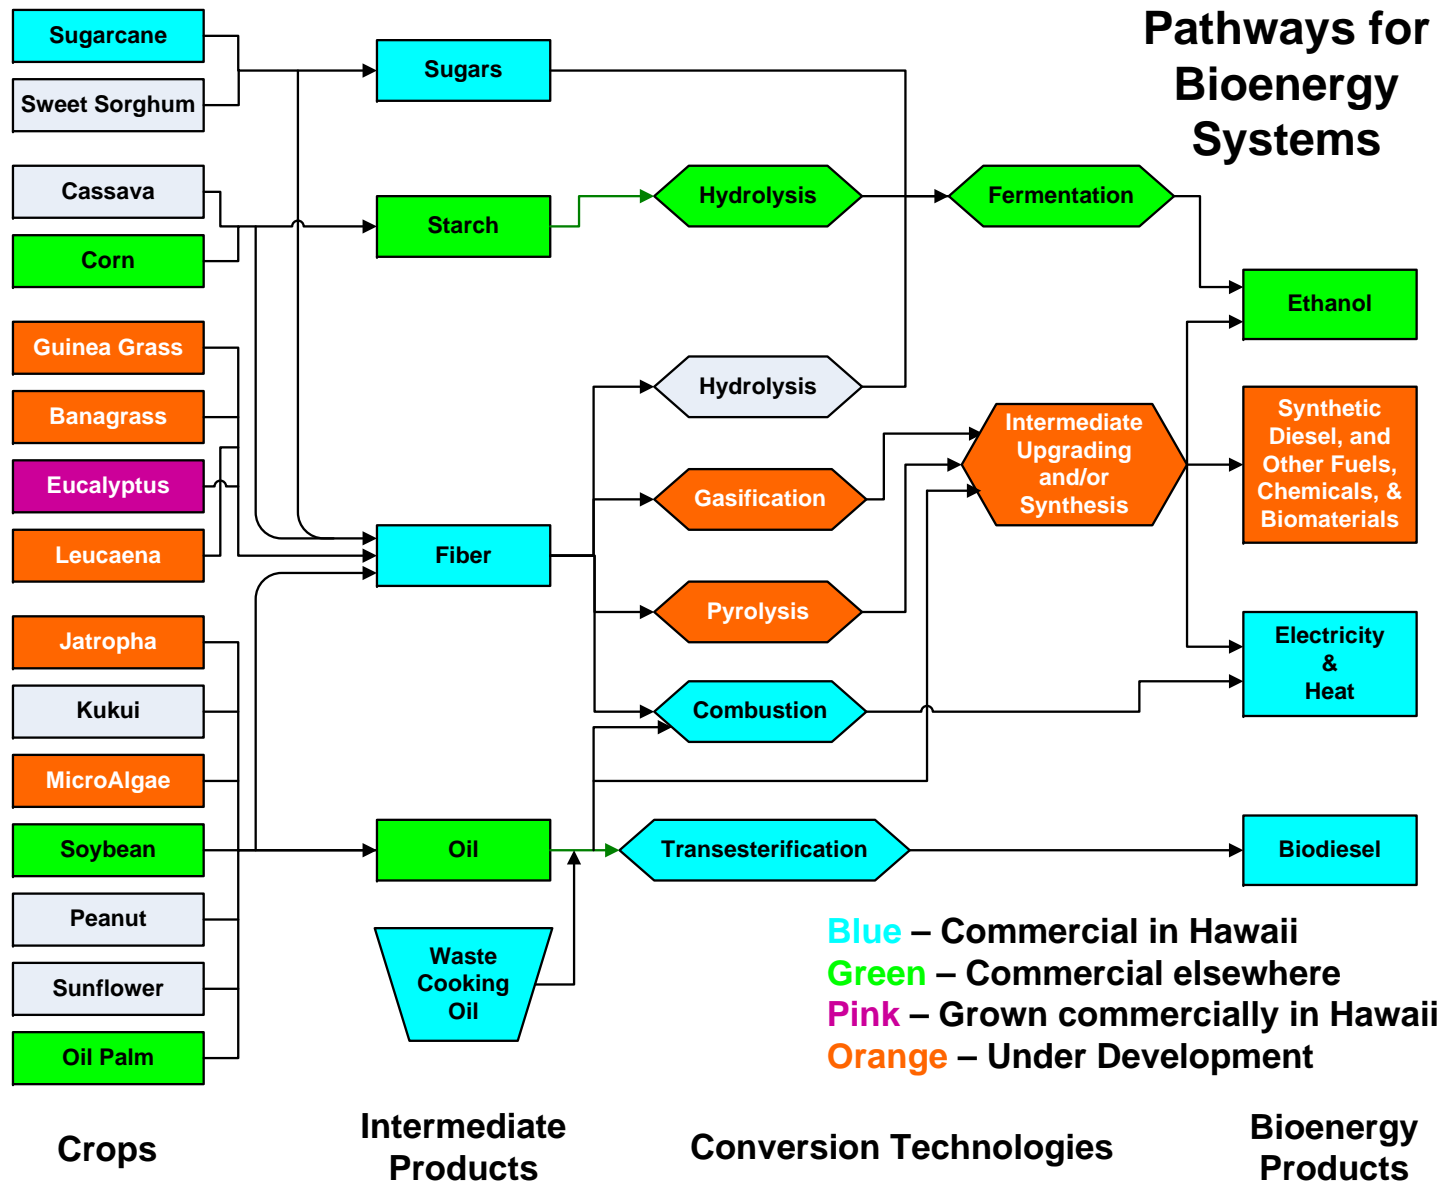 Pathways for
Bioenergy
Systems
Sugarcane
Sweet Sorghum
Cassava
Corn
Guinea Grass
Banagrass
Eucalyptus
Leucaena
Jatropha
Kukui
MicroAlgae
Soybean
Peanut
Sunflower
Oil Palm
Sugars
Starch
Fiber
Oil
Waste
Cooking
Oil
Hydrolysis
Hydrolysis
Gasification
Pyrolysis
Combustion
Transesterification
Fermentation
Intermediate
Upgrading
and/or
Synthesis
Ethanol
Synthetic
Diesel, and
Other Fuels,
Chemicals, &
Biomaterials
Electricity
&
Heat
Biodiesel
Blue – Commercial in Hawaii
Green – Commercial elsewhere
Pink – Grown commercially in Hawaii
Orange – Under Development
Crops
Intermediate
Products
Conversion Technologies
Bioenergy
Products